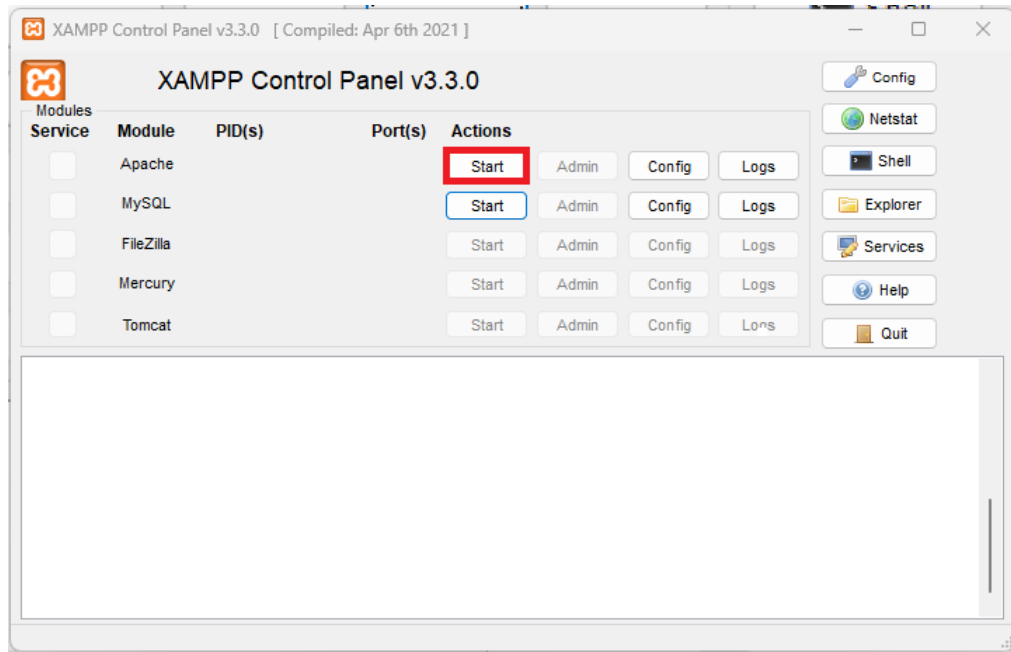 XAMPP Control Panel v3.3.0 [ Compiled: Apr 6th 2021 ]
XAMPP Control Panel v3.3.0
Config
Modules
Netstat
Service Module PID(s) Port(s) Actions
Apache Start Admin Config Logs
Shell
MySQL Start Admin Config Logs
Explorer
FileZilla Start Admin Config Logs
Services
Mercury Start Admin Config Logs
Help
Tomcat Start Admin Config Logs
Quit